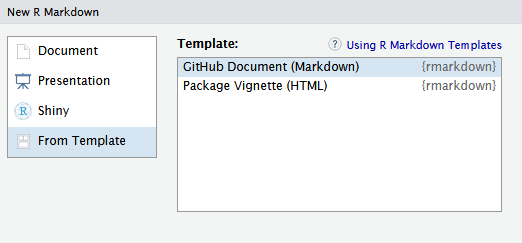 New R Markdown
Document
Presentation
R Shiny
From Template
Template:
? Using R Markdown Templates
GitHub Document (Markdown) {rmarkdown}
Package Vignette (HTML) {rmarkdown}